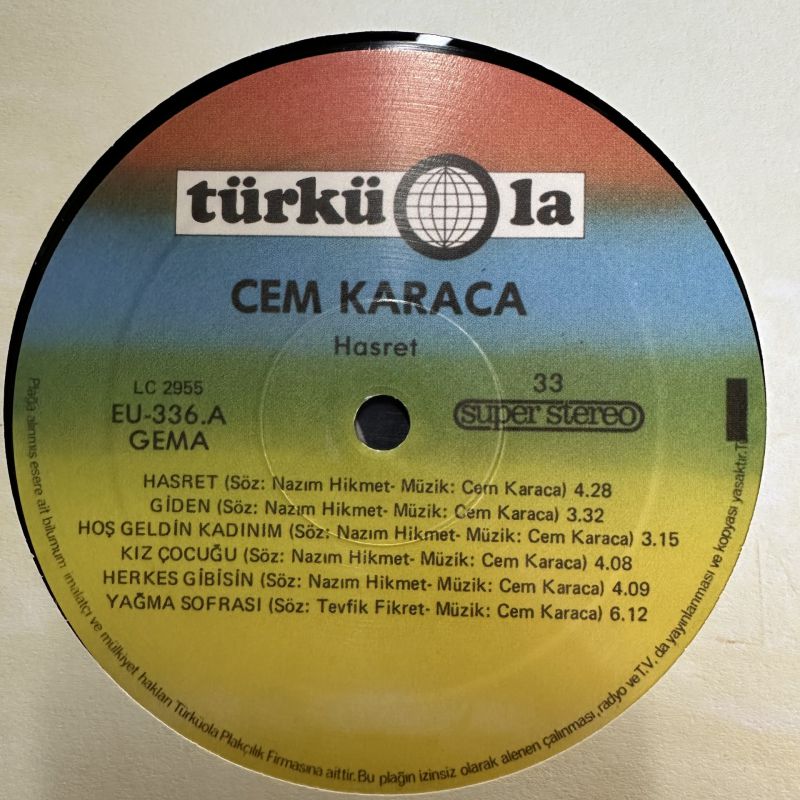 türküola
CEM KARACA
Hasret
LC 2955
EU-336.A
GEMA
33
super stereo
HASRET (Söz: Nazım Hikmet- Müzik: Cem Karaca) 4.28
GİDEN (Söz: Nazım Hikmet- Müzik: Cem Karaca) 3.32
HOŞ GELDİN KADINIM (Söz: Nazım Hikmet- Müzik: Cem Karaca) 3.15
KIZ ÇOCUĞU (Söz: Nazım Hikmet- Müzik: Cem Karaca) 4.08
HERKES GİBİSİN (Söz: Nazım Hikmet- Müzik: Cem Karaca) 4.09
YAĞMA SOFRASI (Söz: Tevfik Fikret- Müzik: Cem Karaca) 6.12
Plağa alınmış esere ait bilumum imalatçı ve mülkiyet hakları Türküola Plakçılık Firmasına aittir. Bu plağın izinsiz olarak alenen çalınması, radyo ve T.V. da yayınlanması ve kopyası yasaktır.